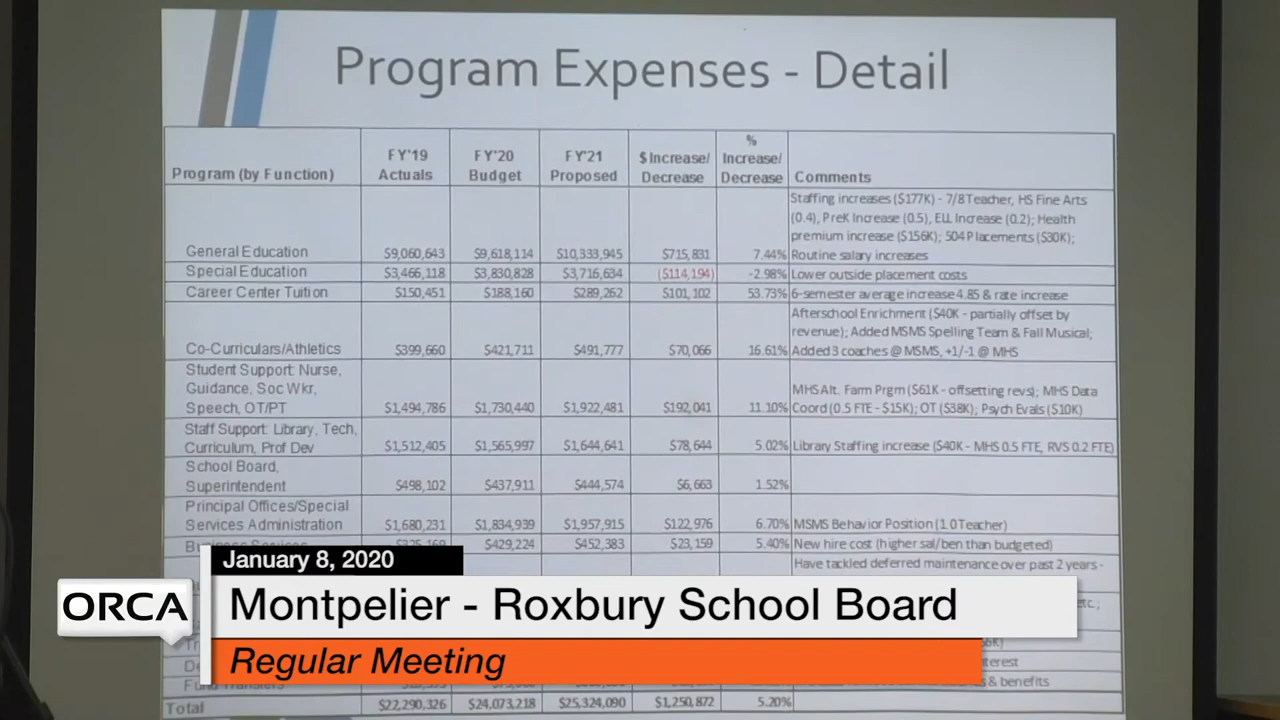 Program Expenses - Detail
Program (by Function) FY'19 Actuals FY'20 Budget FY'21 Proposed $ Increase/ Decrease % Increase/ Decrease Comments
Staffing increases ($177K) - 7/8 Teacher, HS Fine Arts
(0.4), PreK Increase (0.5), ELL Increase (0.2); Health
premium increase ($156K); 504 Placements ($30K);
General Education $9,060,643 $9,618,114 $10,333,945 $715,831 7.44% Routine salary increases
Special Education $3,466,118 $3,830,828 $3,716,634 ($114,194) -2.98% Lower outside placement costs
Career Center Tuition $150,451 $188,160 $289,262 $101,102 53.73% 6-semester average increase 4.85 & rate increase
Afterschool Enrichment ($40K - partially offset by
revenue); Added MSMS Spelling Team & Fall Musical;
Co-Curriculars/Athletics $399,660 $421,711 $491,777 $70,066 16.61% Added 3 coaches @ MSMS, +1/-1 @ MHS
Student Support: Nurse,
Guidance, Soc Wkr, MHS Alt. Farm Prgm ($61K - offsetting revs); MHS Data
Speech, OT/PT $1,494,786 $1,730,440 $1,922,481 $192,041 11.10% Coord (0.5 FTE - $15K); OT ($38K); Psych Evals ($10K)
Staff Support: Library, Tech,
Curriculum, Prof Dev $1,512,405 $1,565,997 $1,644,641 $78,644 5.02% Library Staffing increase ($40K - MHS 0.5 FTE, RVS 0.2 FTE)
School Board,
Superintendent $498,102 $437,911 $444,574 $6,663 1.52%
Principal Offices/Special
Services Administration $1,680,231 $1,834,939 $1,957,915 $122,976 6.70% MSMS Behavior Position (1.0 Teacher)
$429,224 $452,383 $23,159 5.40% New hire cost (higher sal/ben than budgeted)
Have tackled deferred maintenance over past 2 years -
etc.;
& benefits
Total $22,290,326 $24,073,218 $25,324,090 $1,250,872 5.20%
January 8, 2020
ORCA
Montpelier - Roxbury School Board
Regular Meeting